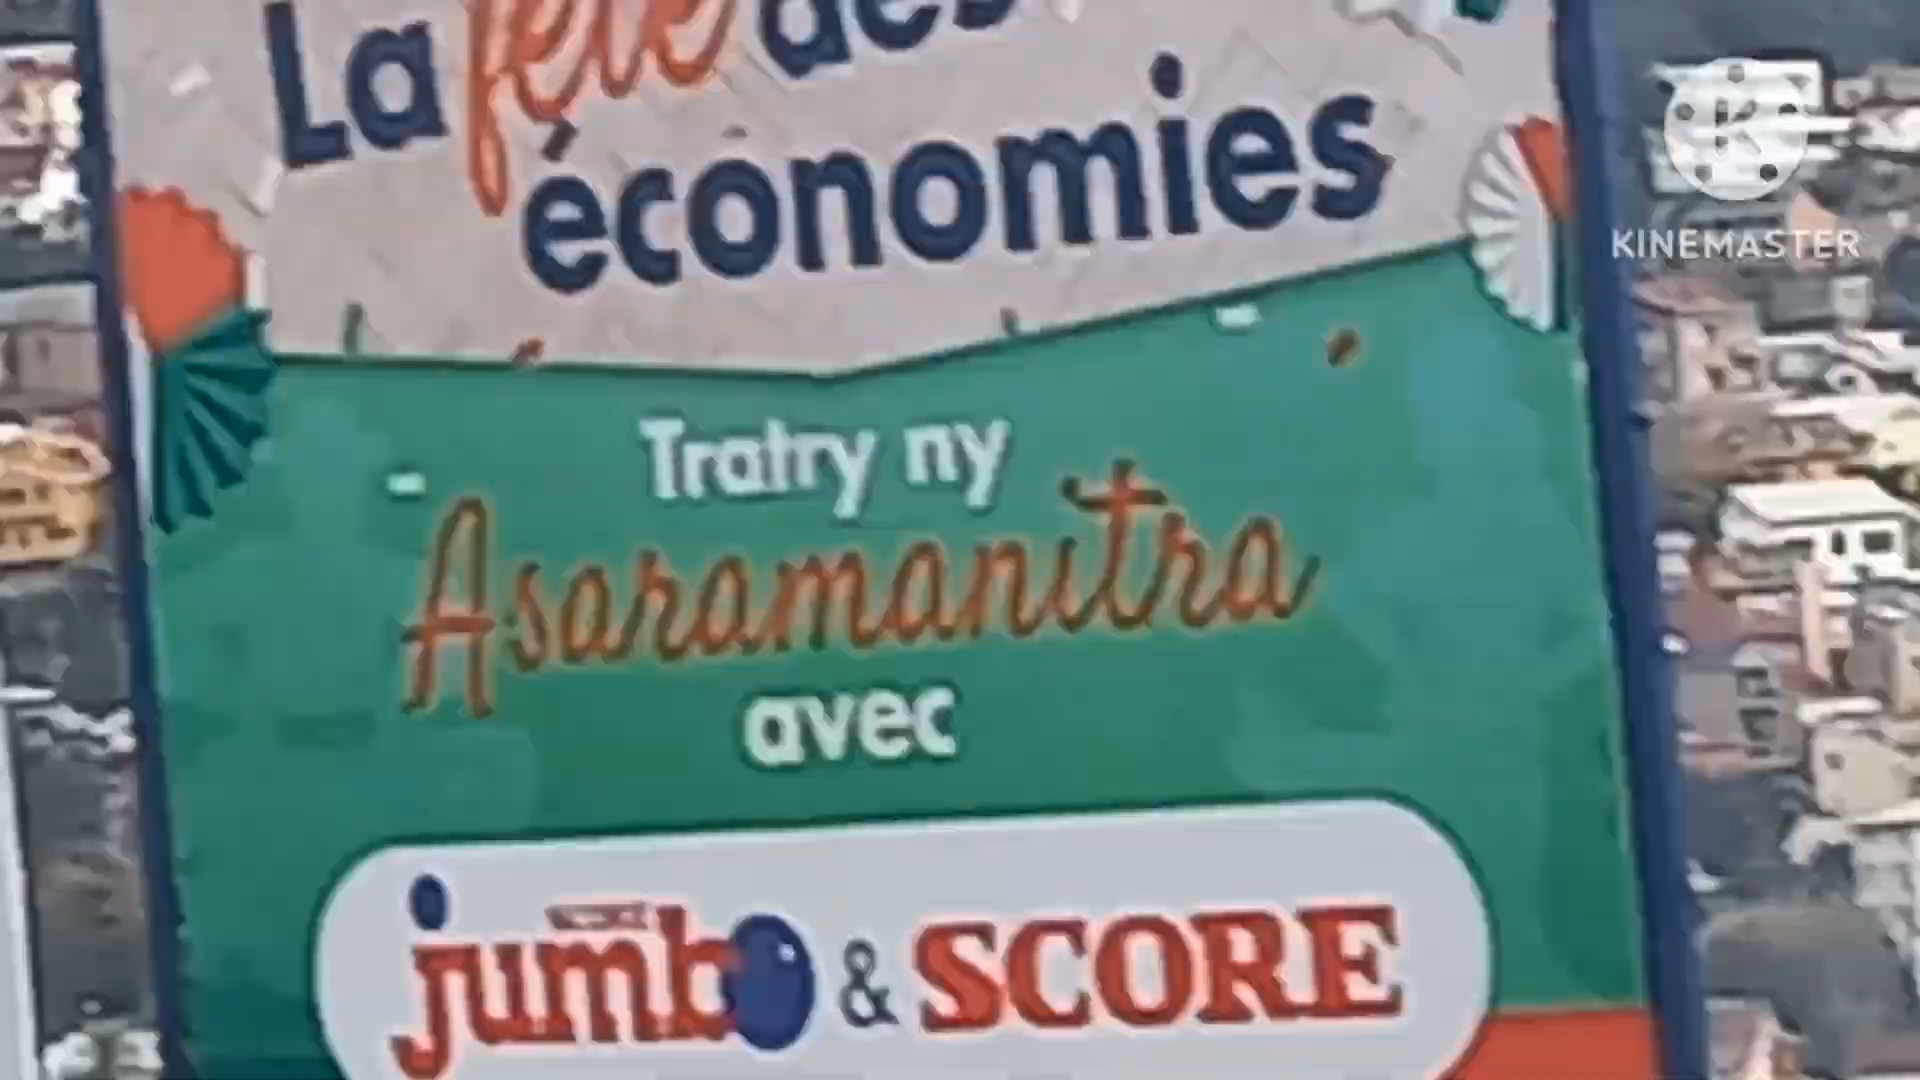 La fête des
économies
KINEMASTER
Tratry ny
Asaramanitra
avec
jumbo & SCORE